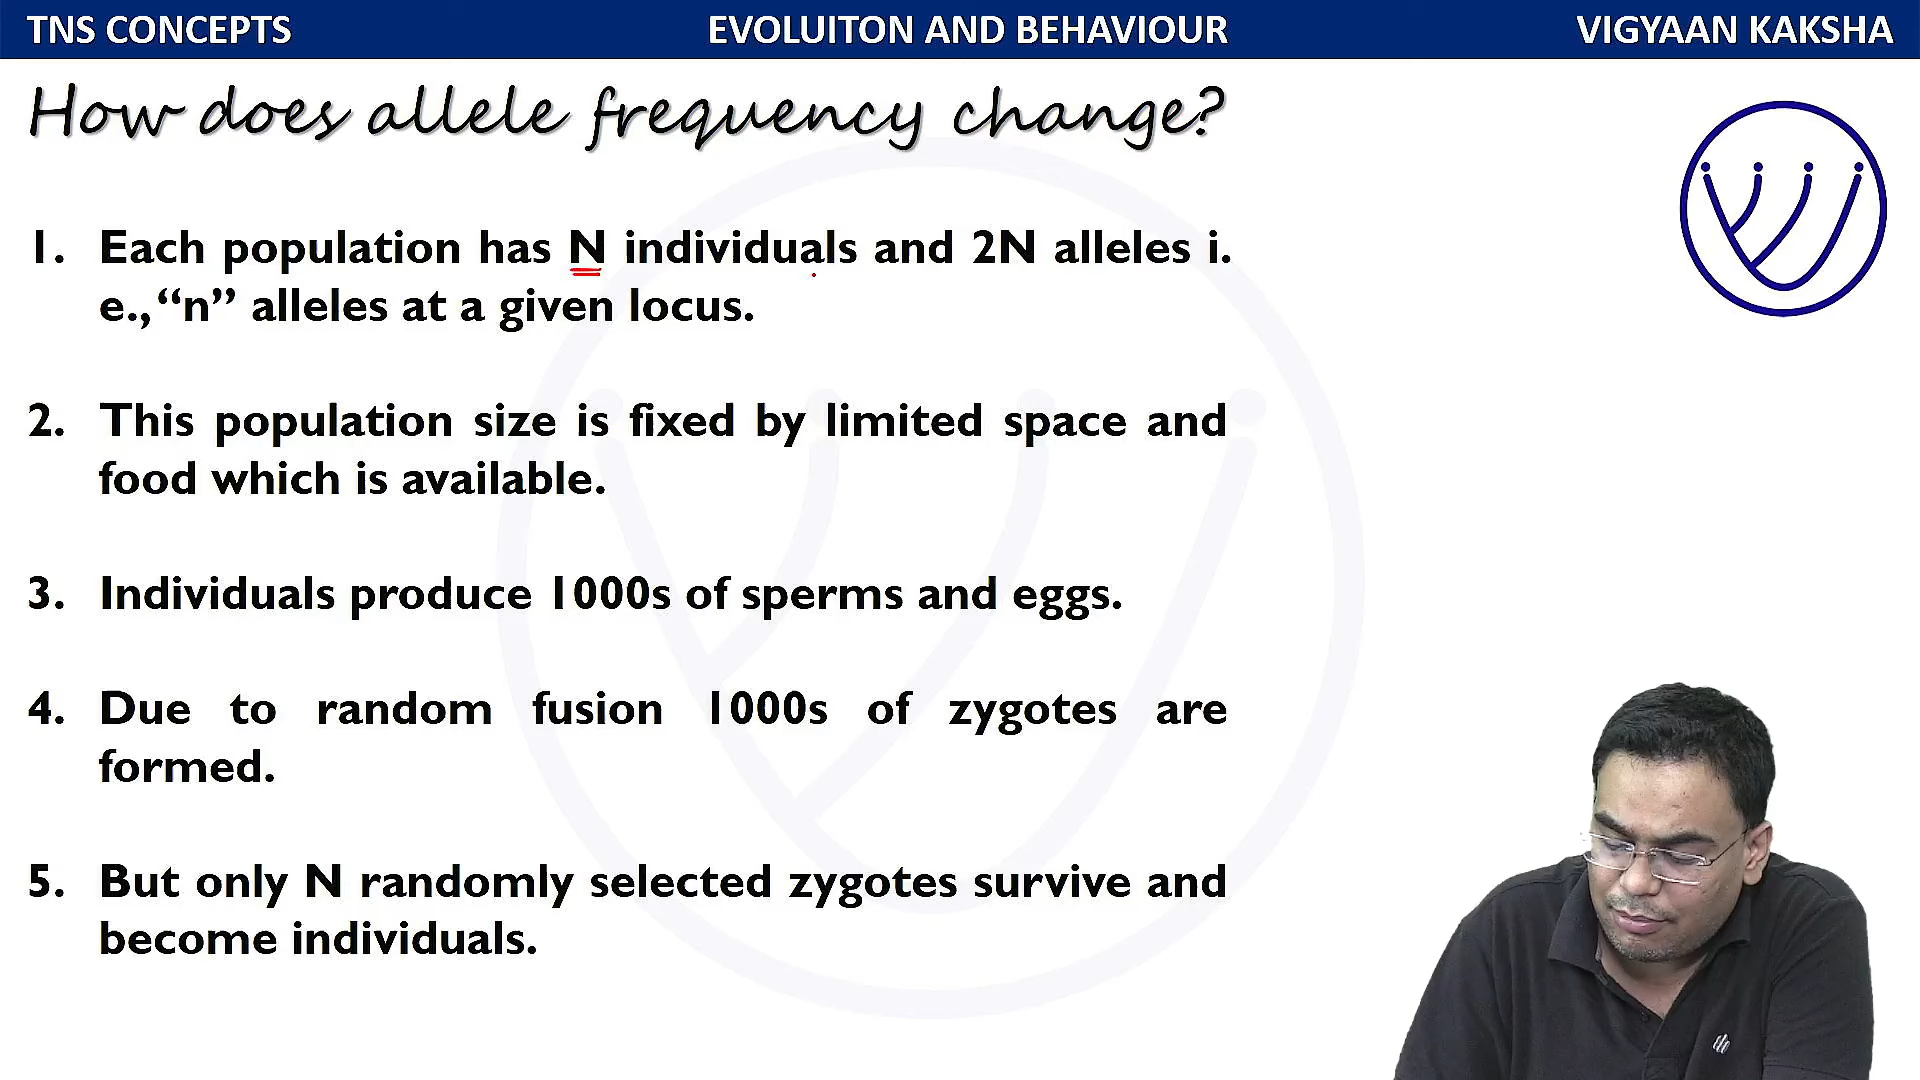 TNS CONCEPTS
EVOLUITON AND BEHAVIOUR
VIGYAAN KAKSHA
How does allele frequency change?
1. Each population has N individuals and 2N alleles i.
e., “n” alleles at a given locus.
2. This population size is fixed by limited space and
food which is available.
3. Individuals produce 1000s of sperms and eggs.
4. Due to random fusion 1000s of zygotes are
formed.
5. But only N randomly selected zygotes survive and
become individuals.